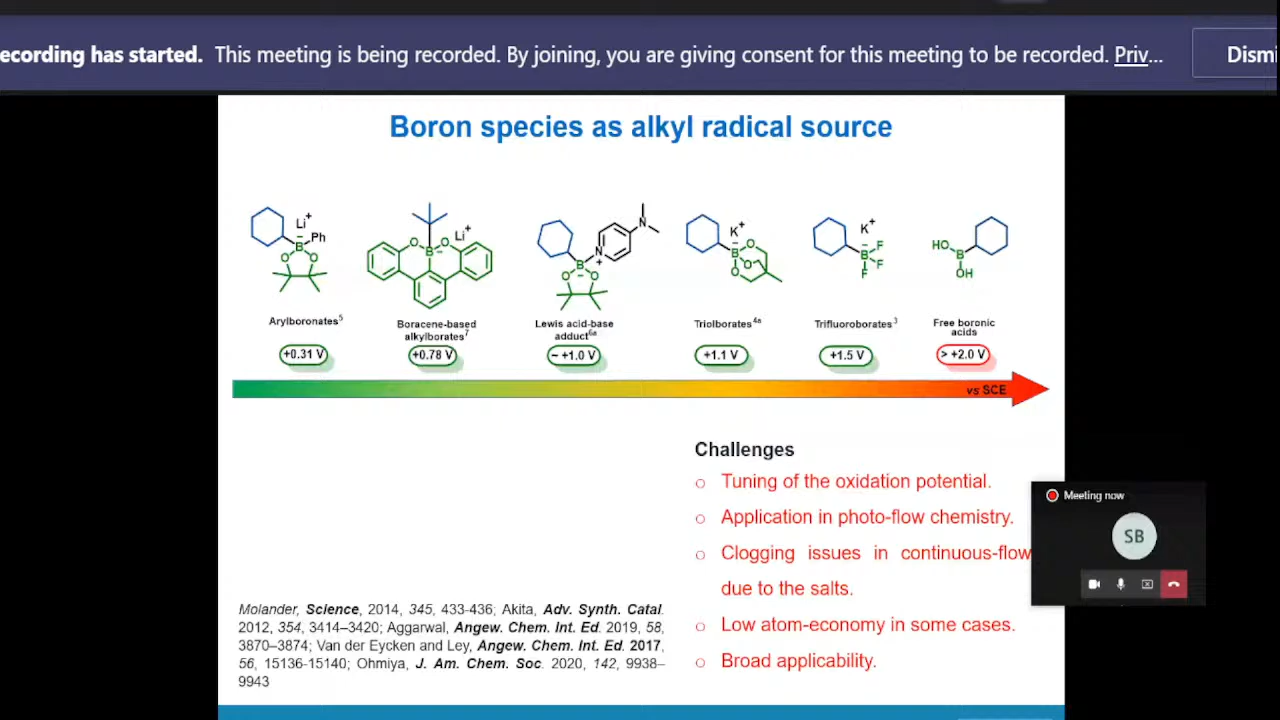 ecording has started. This meeting is being recorded. By joining, you are giving consent for this meeting to be recorded. Priv...
Dismi
Boron species as alkyl radical source
Li+
Ph
B
O O
Arylboronates5
+0.31 V
O O Li+
B
Boracene-based
alkylborates7
+0.78 V
N
N
B +
O O
Lewis acid-base
adduct6a
~ +1.0 V
K+
B O
O O
Triolborates4a
+1.1 V
K+
B F
F
F
Trifluoroborates3
+1.5 V
HO
B
OH
Free boronic
acids
> +2.0 V
vs SCE
Challenges
○ Tuning of the oxidation potential.
○ Application in photo-flow chemistry.
○ Clogging issues in continuous-flow
due to the salts.
○ Low atom-economy in some cases.
○ Broad applicability.
Meeting now
SB
Molander, Science, 2014, 345, 433-436; Akita, Adv. Synth. Catal.
2012, 354, 3414–3420; Aggarwal, Angew. Chem. Int. Ed. 2019, 58,
3870–3874; Van der Eycken and Ley, Angew. Chem. Int. Ed. 2017,
56, 15136-15140; Ohmiya, J. Am. Chem. Soc. 2020, 142, 9938–
9943